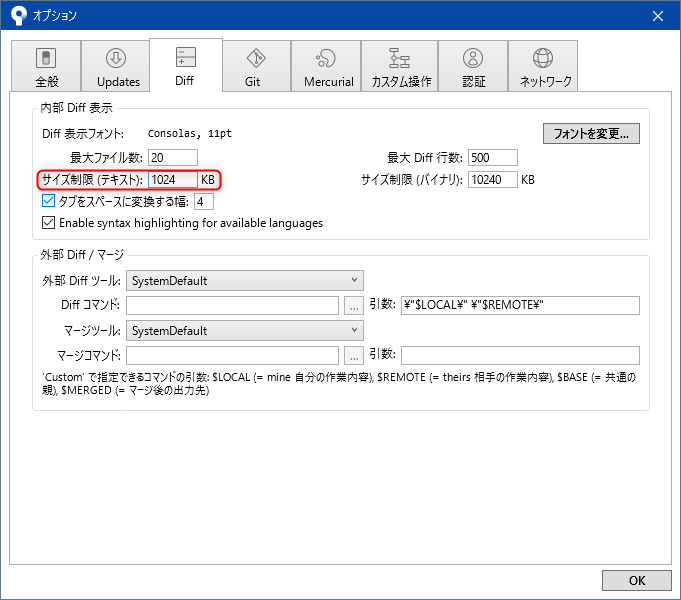 オプション
全般
Updates
Diff
Git
Mercurial
カスタム操作
認証
ネットワーク
内部 Diff 表示
Diff 表示フォント: Consolas, 11pt フォントを変更...
最大ファイル数: 20 最大 Diff 行数: 500
サイズ制限 (テキスト): 1024 KB サイズ制限 (バイナリ): 10240 KB
タブをスペースに変換する幅: 4
Enable syntax highlighting for available languages
外部 Diff / マージ
外部 Diff ツール: SystemDefault
Diff コマンド: ... 引数: ¥"$LOCAL¥" ¥"$REMOTE¥"
マージツール: SystemDefault
マージコマンド: ... 引数:
'Custom' で指定できるコマンドの引数: $LOCAL (= mine 自分の作業内容), $REMOTE (= theirs 相手の作業内容), $BASE (= 共通の
親), $MERGED (= マージ後の出力先)
OK